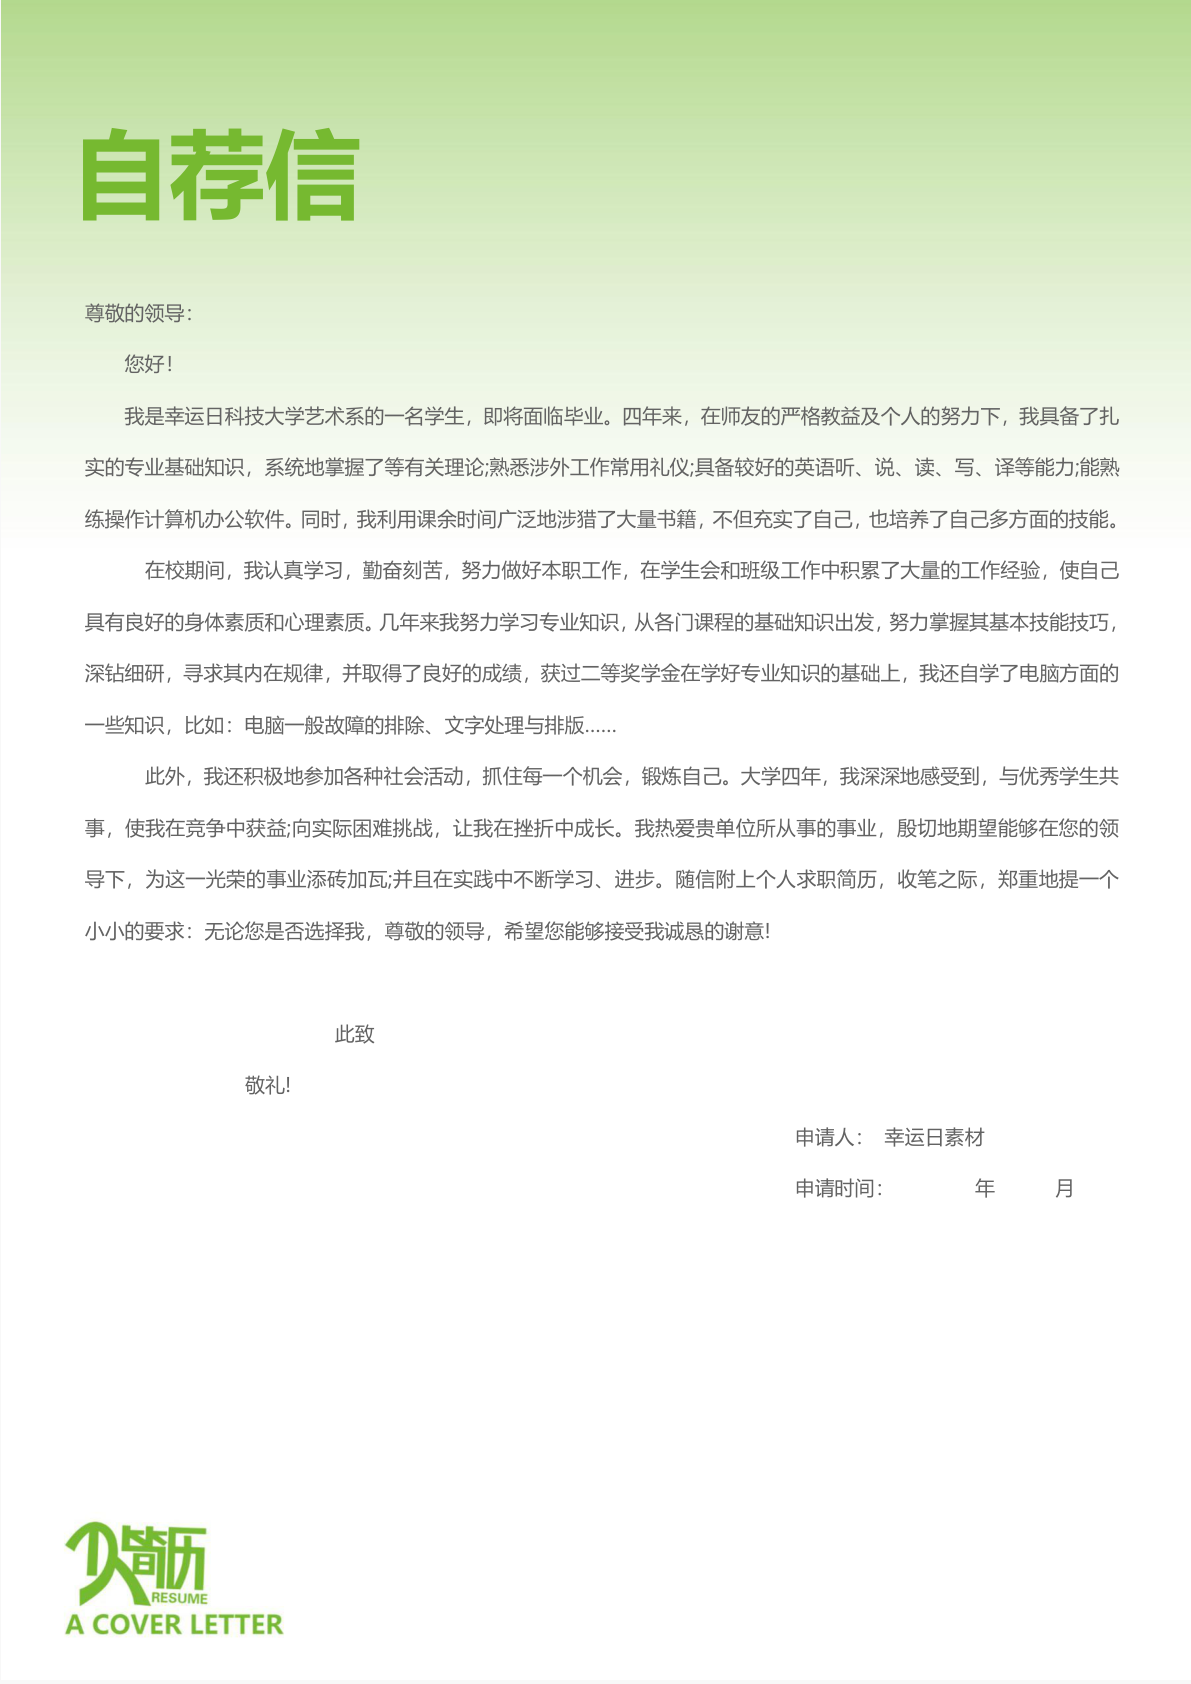 自荐信
尊敬的领导：
您好！
我是幸运日科技大学艺术系的一名学生，即将面临毕业。四年来，在师友的严格教益及个人的努力下，我具备了扎
实的专业基础知识，系统地掌握了等有关理论;熟悉涉外工作常用礼仪;具备较好的英语听、说、读、写、译等能力;能熟
练操作计算机办公软件。同时，我利用课余时间广泛地涉猎了大量书籍，不但充实了自己，也培养了自己多方面的技能。
在校期间，我认真学习，勤奋刻苦，努力做好本职工作，在学生会和班级工作中积累了大量的工作经验，使自己
具有良好的身体素质和心理素质。几年来我努力学习专业知识，从各门课程的基础知识出发，努力掌握其基本技能技巧，
深钻细研，寻求其内在规律，并取得了良好的成绩，获过二等奖学金在学好专业知识的基础上，我还自学了电脑方面的
一些知识，比如：电脑一般故障的排除、文字处理与排版......
此外，我还积极地参加各种社会活动，抓住每一个机会，锻炼自己。大学四年，我深深地感受到，与优秀学生共
事，使我在竞争中获益;向实际困难挑战，让我在挫折中成长。我热爱贵单位所从事的事业，殷切地期望能够在您的领
导下，为这一光荣的事业添砖加瓦;并且在实践中不断学习、进步。随信附上个人求职简历，收笔之际，郑重地提一个
小小的要求：无论您是否选择我，尊敬的领导，希望您能够接受我诚恳的谢意!
此致
敬礼!
申请人： 幸运日素材
申请时间： 年 月
简历
RESUME
A COVER LETTER